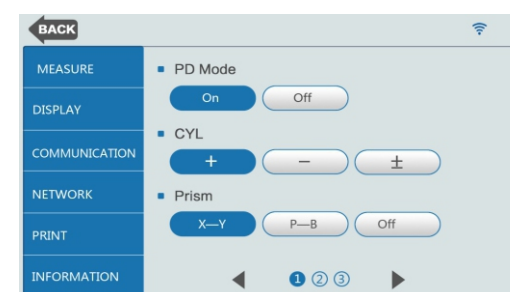 BACK
MEASURE
DISPLAY
COMMUNICATION
NETWORK
PRINT
INFORMATION
PD Mode
On Off
CYL
+ − ±
Prism
X—Y P—B Off
1 2 3